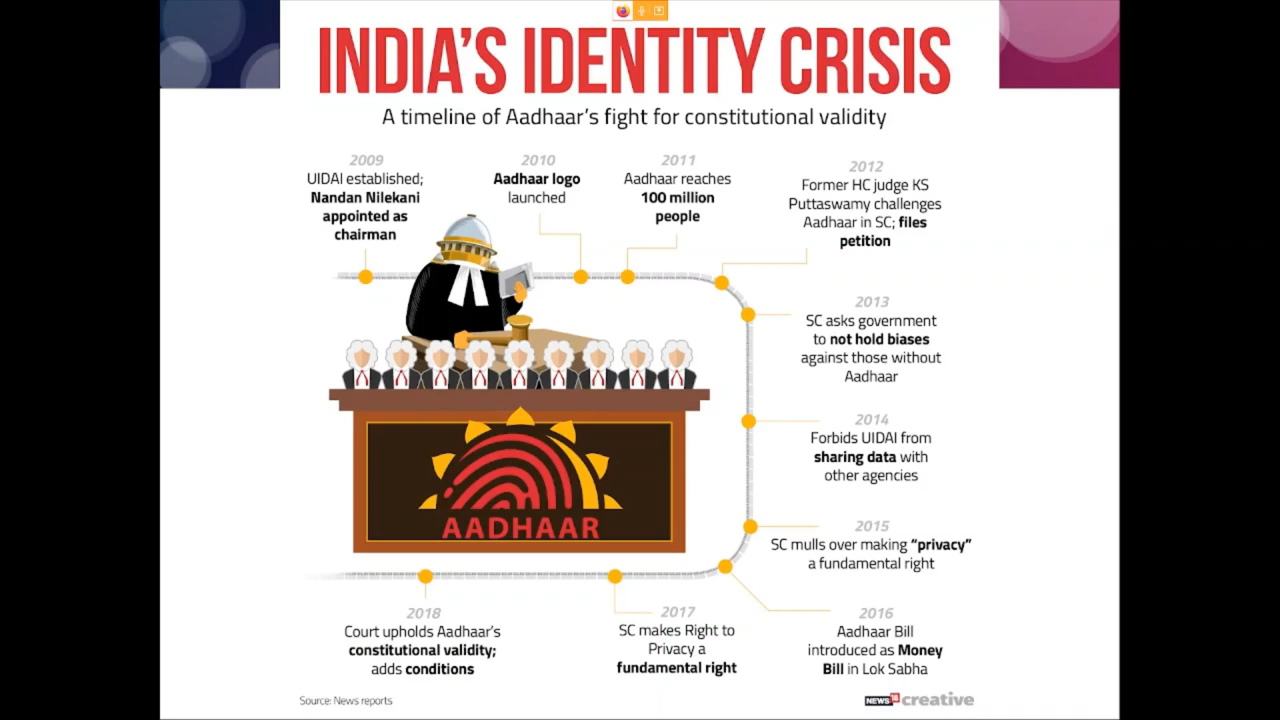 INDIA'S IDENTITY CRISIS
A timeline of Aadhaar's fight for constitutional validity
2009
UIDAI established;
Nandan Nilekani
appointed as
chairman
2010
Aadhaar logo
launched
2011
Aadhaar reaches
100 million
people
2012
Former HC judge KS
Puttaswamy challenges
Aadhaar in SC; files
petition
2013
SC asks government
to not hold biases
against those without
Aadhaar
2014
Forbids UIDAI from
sharing data with
other agencies
2015
SC mulls over making “privacy”
a fundamental right
2016
Aadhaar Bill
introduced as Money
Bill in Lok Sabha
2017
SC makes Right to
Privacy a
fundamental right
2018
Court upholds Aadhaar's
constitutional validity;
adds conditions
AADHAAR
Source: News reports
NEWS18 creative